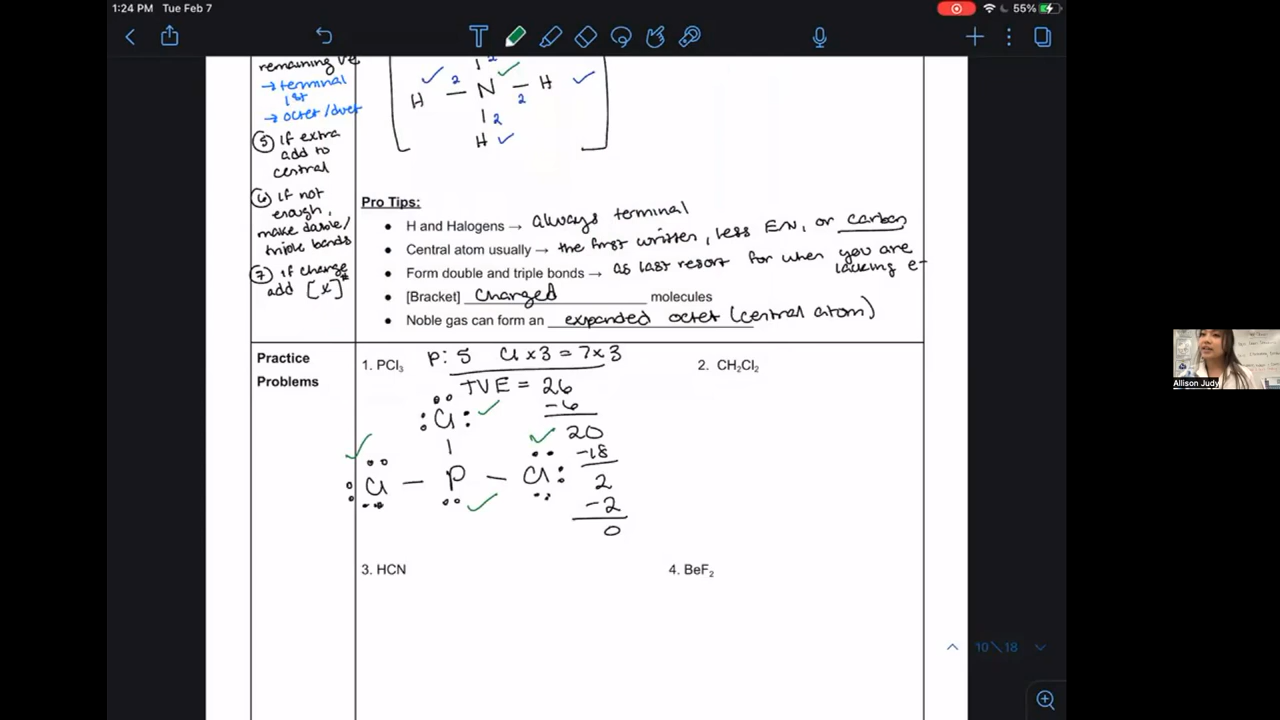 1:24 PM Tue Feb 7
55%
remaining ve-
→ terminal
1st
→ octet/duet
⑤ if extra
add to
central
⑥ if not
enough,
make double/
triple bonds
⑦ if charge
add [x]*
2
2
H — N — H
2
2
H
Pro Tips:
• H and Halogens → always terminal
• Central atom usually → the first written, less EN, or carbon
• Form double and triple bonds → as last resort for when you are
lacking e-
• [Bracket] charged molecules
• Noble gas can form an expanded octet (central atom)
Practice
Problems
1. PCl₃
P: 5 Cl x 3 = 7 x 3
TVE = 26
-6
20
-18
2
-2
0
Cl
Cl — P — Cl
2. CH₂Cl₂
3. HCN
4. BeF₂
10\18
Allison Judy